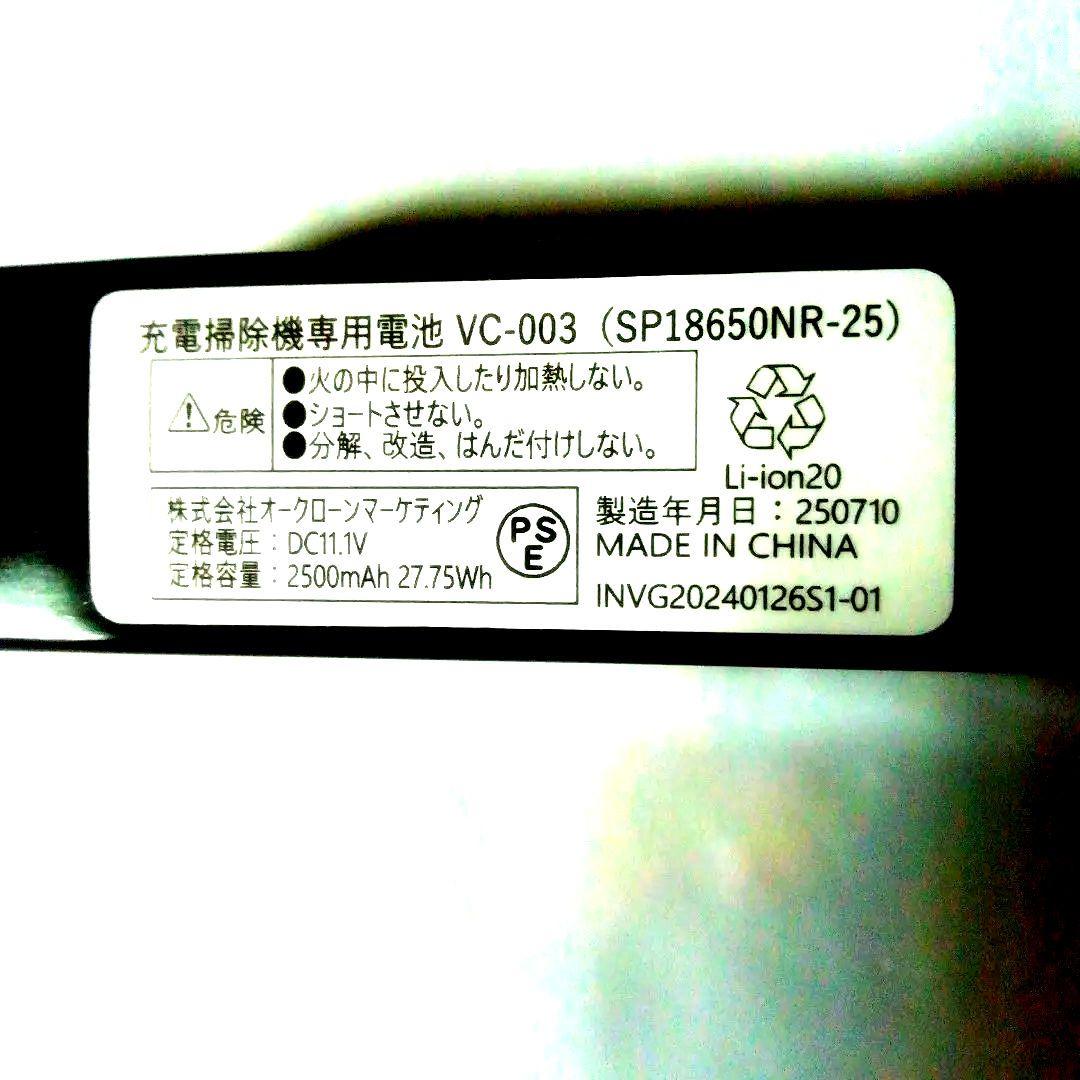 充電掃除機専用電池 VC-003（SP18650NR-25）
⚠危険
●火の中に投入したり加熱しない。
●ショートさせない。
●分解、改造、はんだ付けしない。
Li-ion20
株式会社オークローンマーケティング
定格電圧：DC11.1V
定格容量：2500mAh 27.75Wh
PS
E
製造年月日：250710
MADE IN CHINA
INVG20240126S1-01